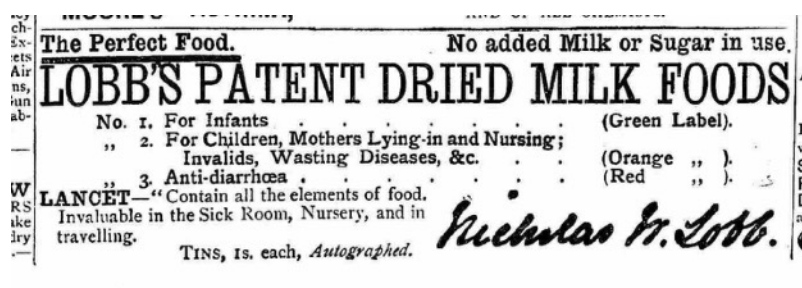 The Perfect Food. No added Milk or Sugar in use.
LOBB'S PATENT DRIED MILK FOODS
No. 1. For Infants . . . . . . (Green Label).
„ 2. For Children, Mothers Lying-in and Nursing;
Invalids, Wasting Diseases, &c. . . (Orange „ ).
„ 3. Anti-diarrhœa . . . . . . (Red „ ).
LANCET—"Contain all the elements of food.
Invaluable in the Sick Room, Nursery, and in
travelling.
TINS, 1s. each, Autographed.
Nicholas W. Lobb.